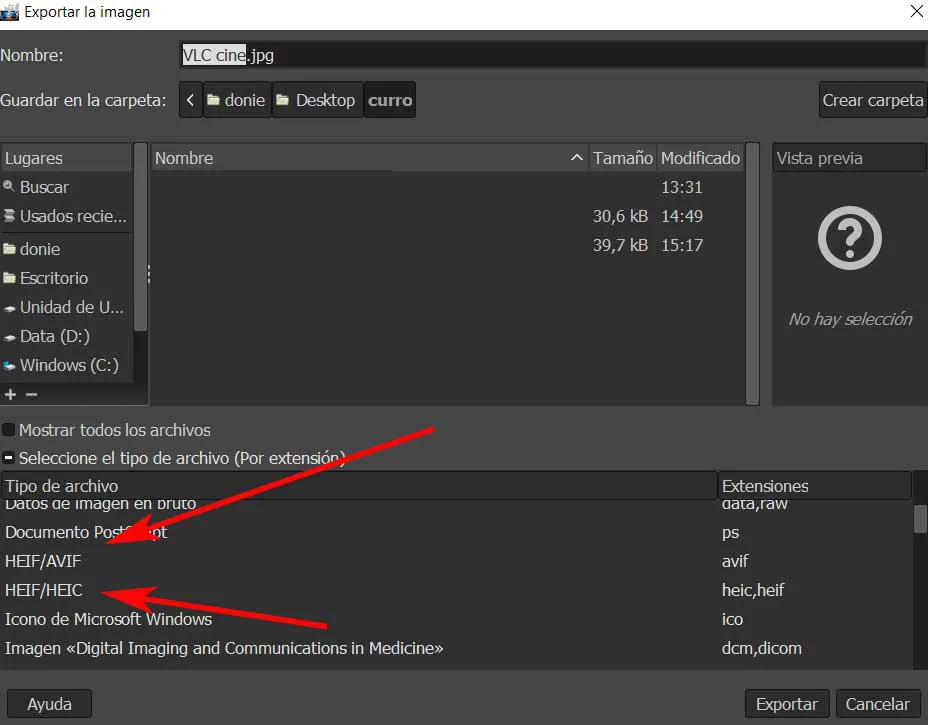 Exportar la imagen
Nombre: VLC cine.jpg
Guardar en la carpeta: donie Desktop curro Crear carpeta
Lugares Nombre Tamaño Modificado Vista previa
Buscar 13:31
Usados recie... 30,6 kB 14:49
donie 39,7 kB 15:17
Escritorio
Unidad de U...
No hay selección
Data (D:)
Windows (C:)
Mostrar todos los archivos
Seleccione el tipo de archivo (Por extensión)
Tipo de archivo Extensiones
Datos de imagen en bruto data,raw
Documento PostScript ps
HEIF/AVIF avif
HEIF/HEIC heic,heif
Icono de Microsoft Windows ico
Imagen «Digital Imaging and Communications in Medicine» dcm,dicom
Ayuda Exportar Cancelar